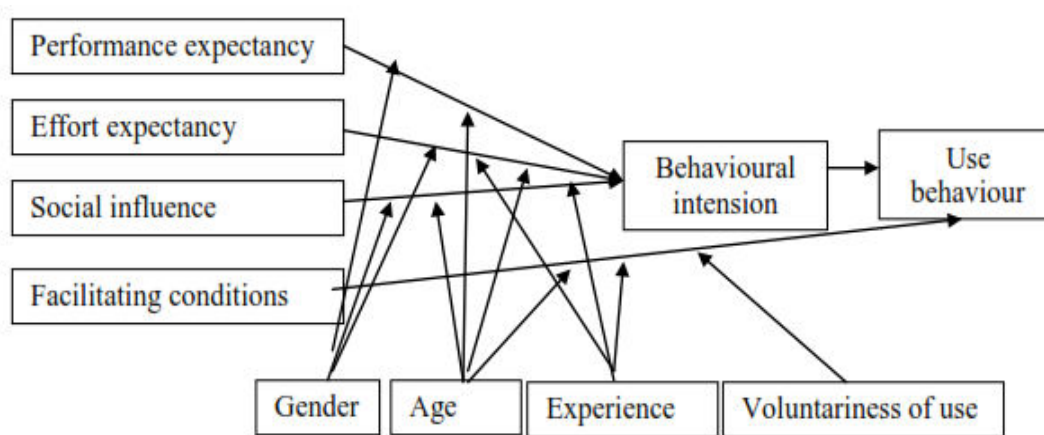 Performance expectancy
Effort expectancy
Social influence
Facilitating conditions
Behavioural
intension
Use
behaviour
Gender
Age
Experience
Voluntariness of use